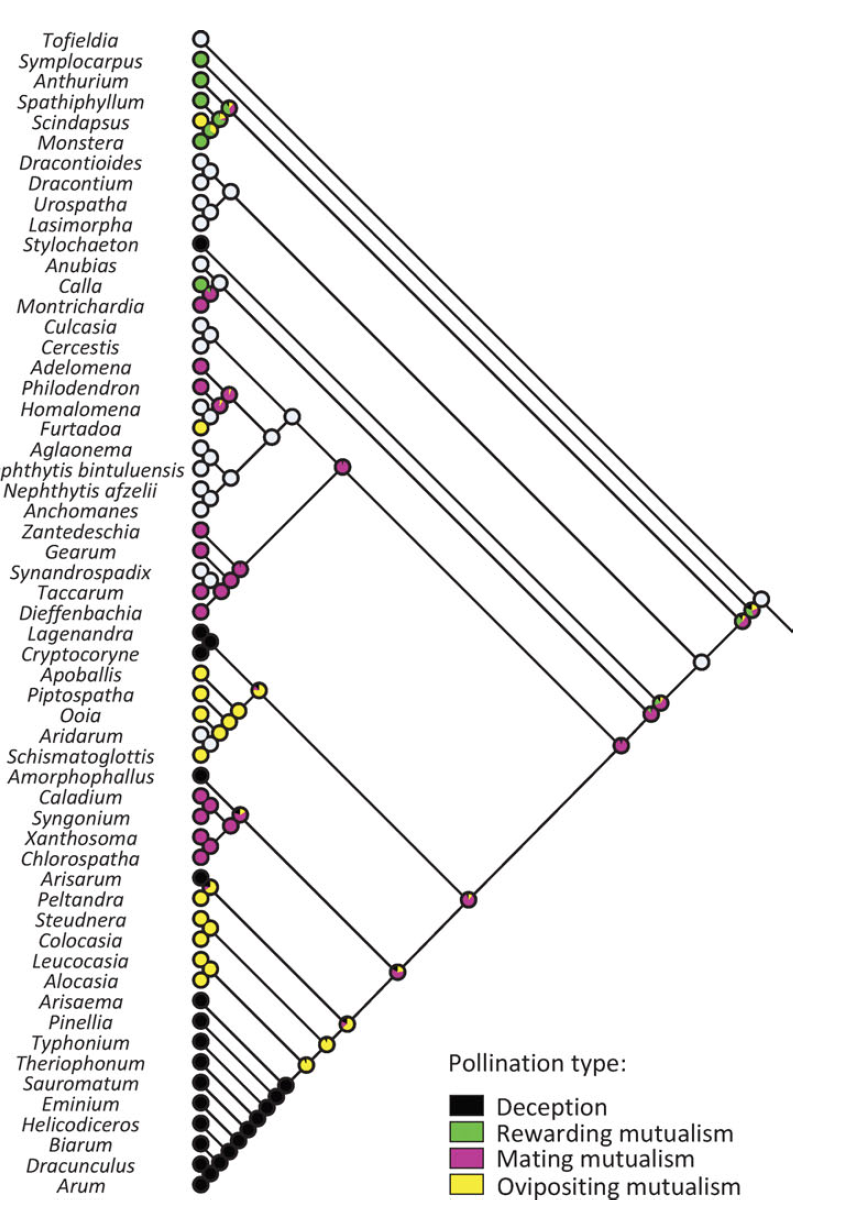 Tofieldia
Symplocarpus
Anthurium
Spathiphyllum
Scindapsus
Monstera
Dracontioides
Dracontium
Urospatha
Lasimorpha
Stylochaeton
Anubias
Calla
Montrichardia
Culcasia
Cercestis
Adelomena
Philodendron
Homalomena
Furtadoa
Aglaonema
phthytis bintuluensis
Nephthytis afzelii
Anchomanes
Zantedeschia
Gearum
Synandrospadix
Taccarum
Dieffenbachia
Lagenandra
Cryptocoryne
Apoballis
Piptospatha
Ooia
Aridarum
Schismatoglottis
Amorphophallus
Caladium
Syngonium
Xanthosoma
Chlorospatha
Arisarum
Peltandra
Steudnera
Colocasia
Leucocasia
Alocasia
Arisaema
Pinellia
Typhonium
Theriophonum
Sauromatum
Eminium
Helicodiceros
Biarum
Dracunculus
Arum
Pollination type:
Deception
Rewarding mutualism
Mating mutualism
Ovipositing mutualism